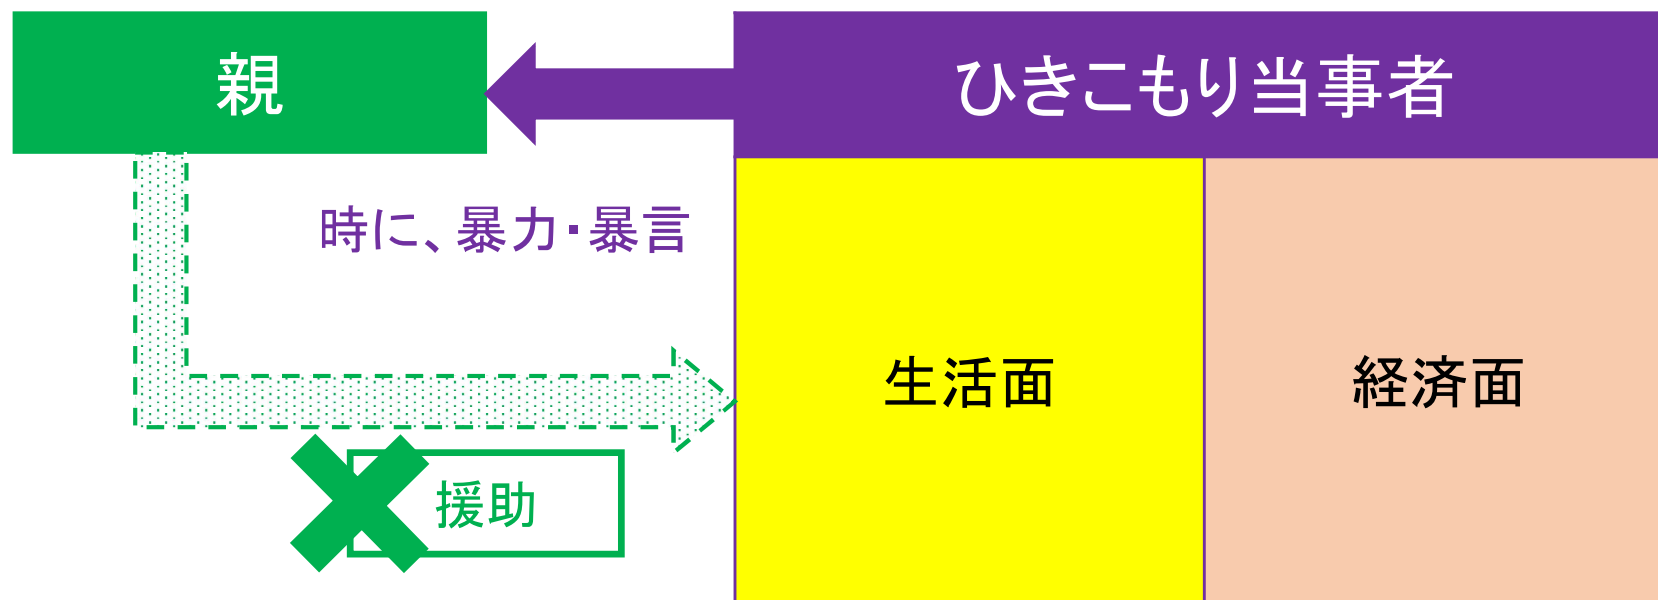 親
ひきこもり当事者
時に、暴力・暴言
生活面
経済面
援助